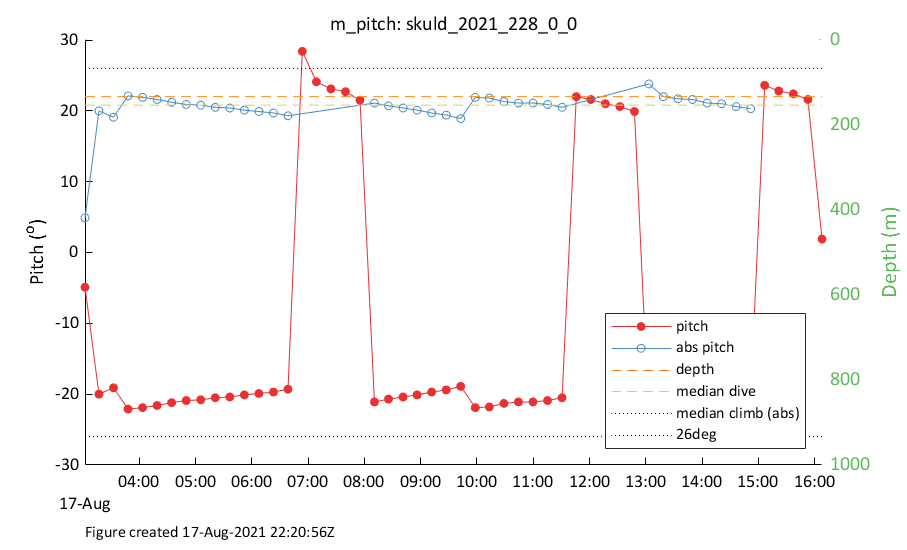 m_pitch: skuld_2021_228_0_0
30
20
10
0
-10
-20
-30
Pitch (°)
0
200
400
600
800
1000
Depth (m)
pitch
abs pitch
depth
median dive
median climb (abs)
26deg
04:00 05:00 06:00 07:00 08:00 09:00 10:00 11:00 12:00 13:00 14:00 15:00 16:00
17-Aug
Figure created 17-Aug-2021 22:20:56Z